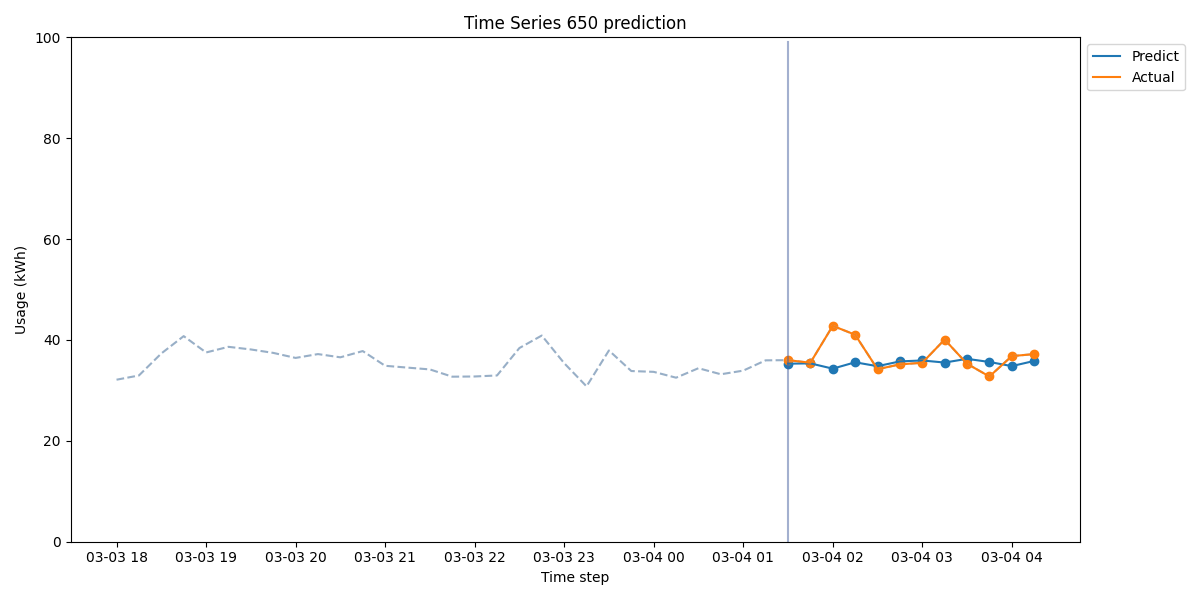 Time Series 650 prediction
Predict
Actual
Usage (kWh)
100
80
60
40
20
0
03-03 18 03-03 19 03-03 20 03-03 21 03-03 22 03-03 23 03-04 00 03-04 01 03-04 02 03-04 03 03-04 04
Time step